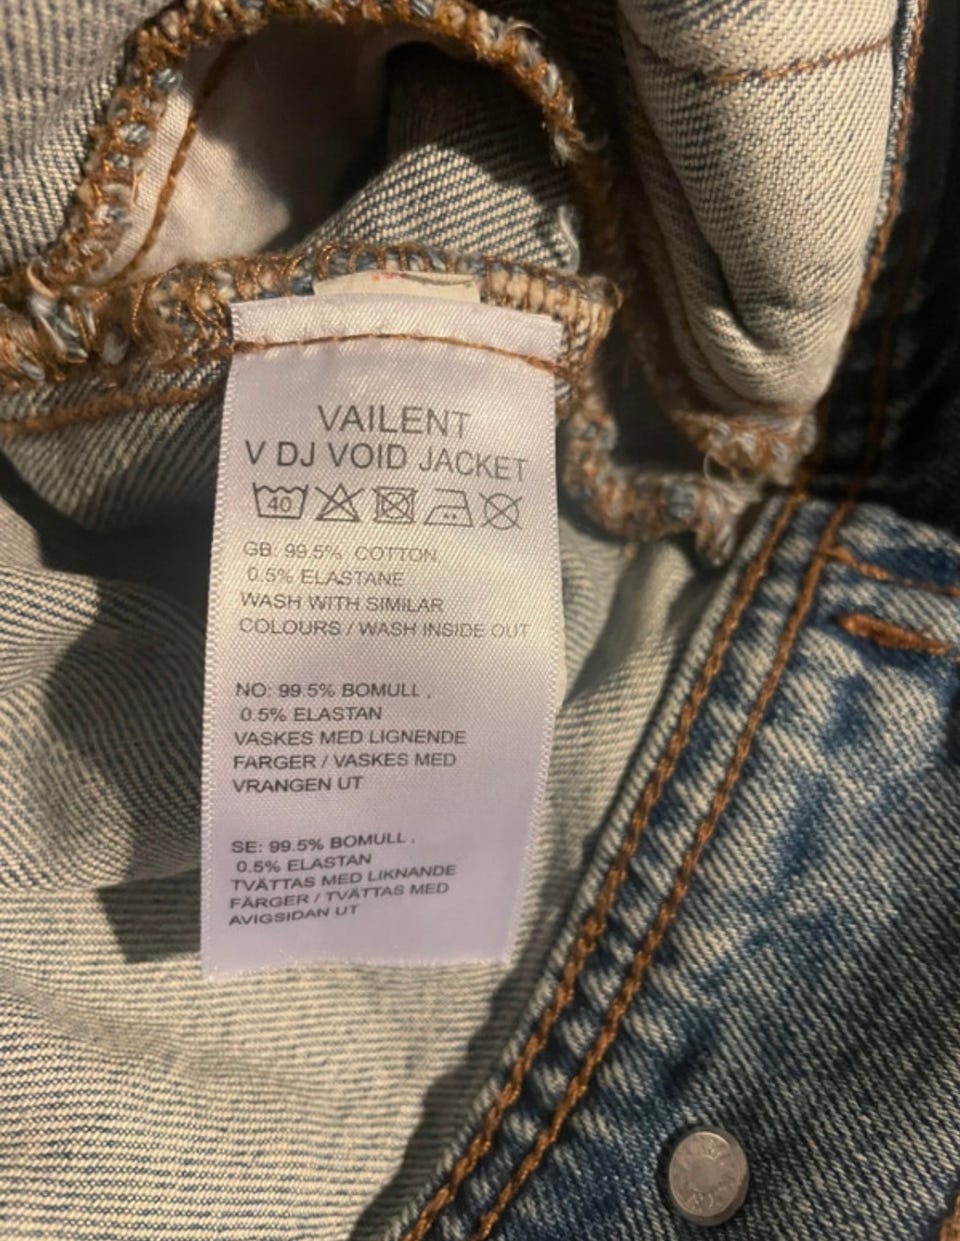 VAILENT
V DJ VOID JACKET
40
GB: 99.5% COTTON,
0.5% ELASTANE
WASH WITH SIMILAR
COLOURS / WASH INSIDE OUT
NO: 99.5% BOMULL ,
0.5% ELASTAN
VASKES MED LIGNENDE
FARGER / VASKES MED
VRANGEN UT
SE: 99.5% BOMULL ,
0.5% ELASTAN
TVÄTTAS MED LIKNANDE
FÄRGER / TVÄTTAS MED
AVIGSIDAN UT